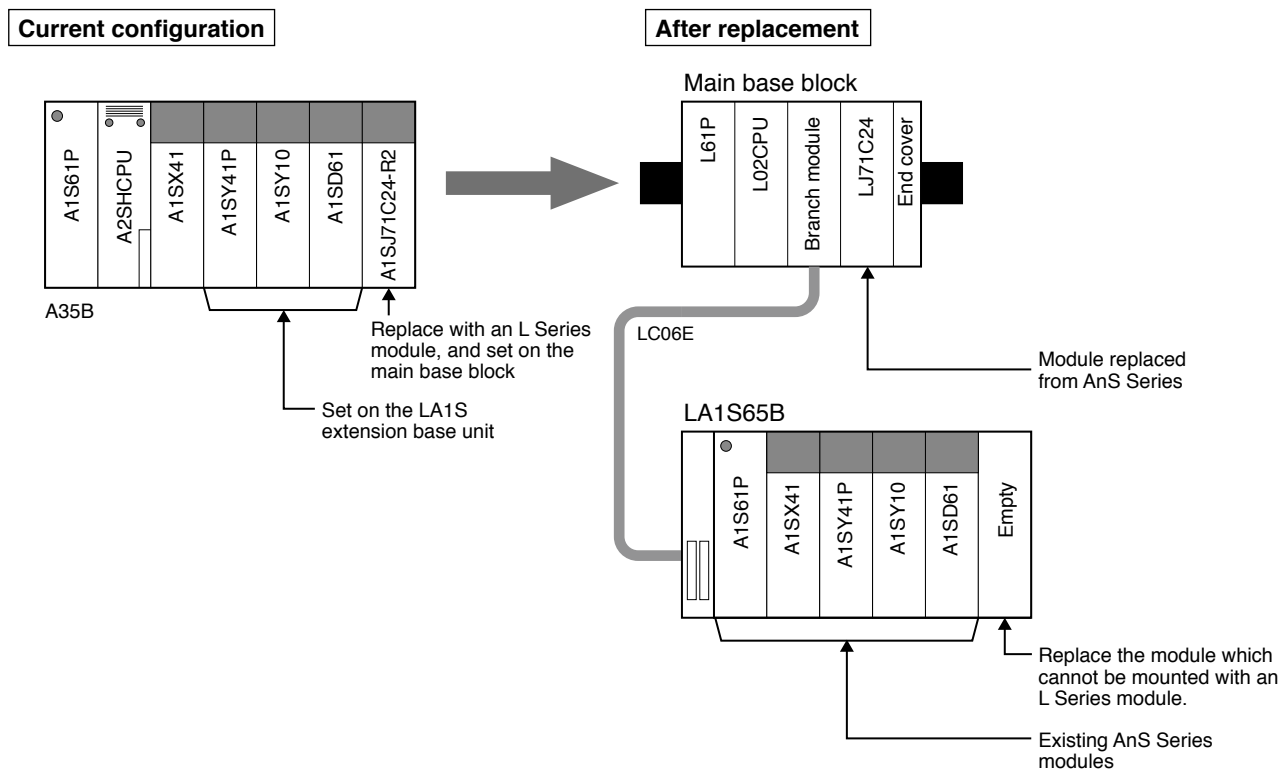 Current configuration
After replacement
A1S61P
A2SHCPU
A1SX41
A1SY41P
A1SY10
A1SD61
A1SJ71C24-R2
A35B
Replace with an L Series
module, and set on the
main base block
Set on the LA1S
extension base unit
Main base block
L61P
L02CPU
Branch module
LJ71C24
End cover
LC06E
Module replaced
from AnS Series
LA1S65B
A1S61P
A1SX41
A1SY41P
A1SY10
A1SD61
Empty
Replace the module which
cannot be mounted with an
L Series module.
Existing AnS Series
modules